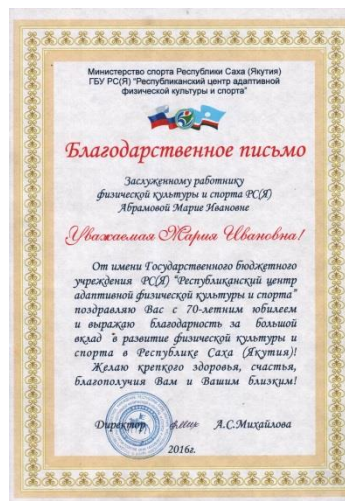 Министерство спорта Республики Саха (Якутия)
ГБУ РС(Я) "Республиканский центр адаптивной
физической культуры и спорта"
Благодарственное письмо
Заслуженному работнику
физической культуры и спорта РС(Я)
Абрамовой Марие Ивановне
Уважаемая Мария Ивановна!
От имени Государственного бюджетного
учреждения РС(Я) "Республиканский центр
адаптивной физической культуры и спорта"
поздравляю Вас с 70-летним юбилеем
и выражаю благодарность за большой
вклад в развитие физической культуры и
спорта в Республике Саха (Якутия)!
Желаю крепкого здоровья, счастья,
благополучия Вам и Вашим близким!
Директор А.С.Михайлова
2016г.